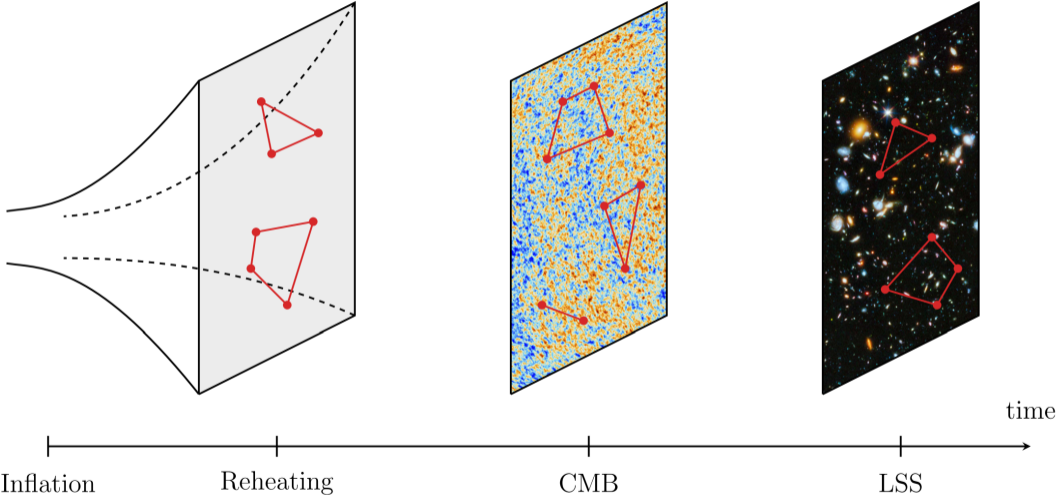 time
Inflation
Reheating
CMB
LSS